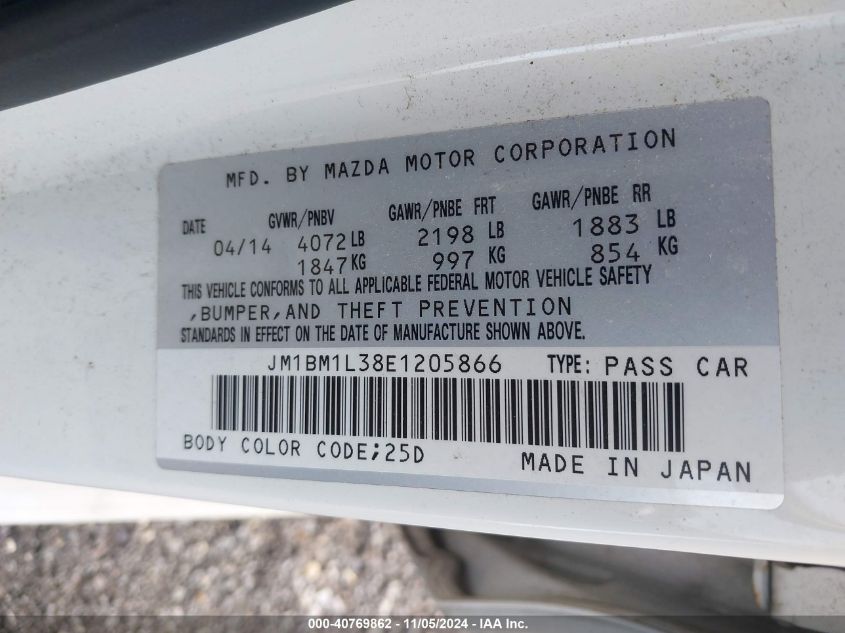 MFD. BY MAZDA MOTOR CORPORATION
DATE GVWR/PNBV GAWR/PNBE FRT GAWR/PNBE RR
04/14 4072 LB 2198 LB 1883 LB
1847 KG 997 KG 854 KG
THIS VEHICLE CONFORMS TO ALL APPLICABLE FEDERAL MOTOR VEHICLE SAFETY
,BUMPER,AND THEFT PREVENTION
STANDARDS IN EFFECT ON THE DATE OF MANUFACTURE SHOWN ABOVE.
JM1BM1L38E1205866 TYPE: PASS CAR
BODY COLOR CODE;25D
MADE IN JAPAN
000-40769862 - 11/05/2024 - IAA Inc.